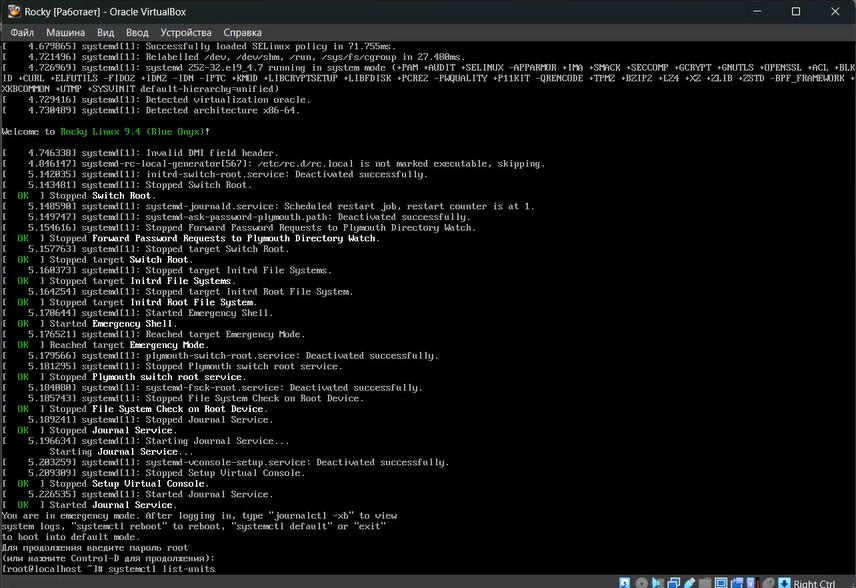 Rocky [Работает] - Oracle VirtualBox
Файл Машина Вид Ввод Устройства Справка
[    4.679865] systemd[1]: Successfully loaded SELinux policy in 71.755ms.
[    4.721496] systemd[1]: Relabelled /dev, /dev/shm, /run, /sys/fs/cgroup in 27.480ms.
[    4.726969] systemd[1]: systemd 252-32.el9_4.7 running in system mode (+PAM +AUDIT +SELINUX -APPARMOR +IMA +SMACK +SECCOMP +GCRYPT +GNUTLS +OPENSSL +ACL +BLK
ID +CURL +ELFUTILS -FIDO2 +IDN2 -IDN -IPTC +KMOD +LIBCRYPTSETUP +LIBFDISK +PCRE2 -PWQUALITY +P11KIT -QRENCODE +TPM2 +BZIP2 +LZ4 +XZ +ZLIB +ZSTD -BPF_FRAMEWORK +
XKBCOMMON +UTMP +SYSVINIT default-hierarchy=unified)
[    4.729416] systemd[1]: Detected virtualization oracle.
[    4.730489] systemd[1]: Detected architecture x86-64.
Welcome to Rocky Linux 9.4 (Blue Onyx)!
[    4.746338] systemd[1]: Invalid DMI field header.
[    4.846147] systemd-rc-local-generator[567]: /etc/rc.d/rc.local is not marked executable, skipping.
[    5.142035] systemd[1]: initrd-switch-root.service: Deactivated successfully.
[    5.143481] systemd[1]: Stopped Switch Root.
[  OK  ] Stopped Switch Root.
[    5.148590] systemd[1]: systemd-journald.service: Scheduled restart job, restart counter is at 1.
[    5.149747] systemd[1]: systemd-ask-password-plymouth.path: Deactivated successfully.
[    5.154616] systemd[1]: Stopped Forward Password Requests to Plymouth Directory Watch.
[  OK  ] Stopped Forward Password Requests to Plymouth Directory Watch.
[    5.157763] systemd[1]: Stopped target Switch Root.
[  OK  ] Stopped target Switch Root.
[    5.160373] systemd[1]: Stopped target Initrd File Systems.
[  OK  ] Stopped target Initrd File Systems.
[    5.164254] systemd[1]: Stopped target Initrd Root File System.
[  OK  ] Stopped target Initrd Root File System.
[    5.170644] systemd[1]: Started Emergency Shell.
[  OK  ] Started Emergency Shell.
[    5.176521] systemd[1]: Reached target Emergency Mode.
[  OK  ] Reached target Emergency Mode.
[    5.179566] systemd[1]: plymouth-switch-root.service: Deactivated successfully.
[    5.181295] systemd[1]: Stopped Plymouth switch root service.
[  OK  ] Stopped Plymouth switch root service.
[    5.184080] systemd[1]: systemd-fsck-root.service: Deactivated successfully.
[    5.185743] systemd[1]: Stopped File System Check on Root Device.
[  OK  ] Stopped File System Check on Root Device.
[    5.189241] systemd[1]: Stopped Journal Service.
[  OK  ] Stopped Journal Service.
[    5.196634] systemd[1]: Starting Journal Service...
Starting Journal Service...
[    5.203259] systemd[1]: systemd-vconsole-setup.service: Deactivated successfully.
[    5.209309] systemd[1]: Stopped Setup Virtual Console.
[  OK  ] Stopped Setup Virtual Console.
[    5.226535] systemd[1]: Started Journal Service.
[  OK  ] Started Journal Service.
You are in emergency mode. After logging in, type "journalctl -xb" to view
system logs, "systemctl reboot" to reboot, "systemctl default" or "exit"
to boot into default mode.
Для продолжения введите пароль root
(или нажмите Control-D для продолжения):
[root@localhost ~]# systemctl list-units
Right Ctrl